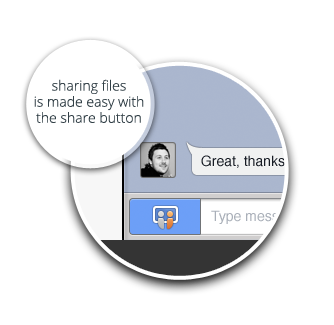 sharing files
is made easy with
the share button
Great, thanks
Type mes